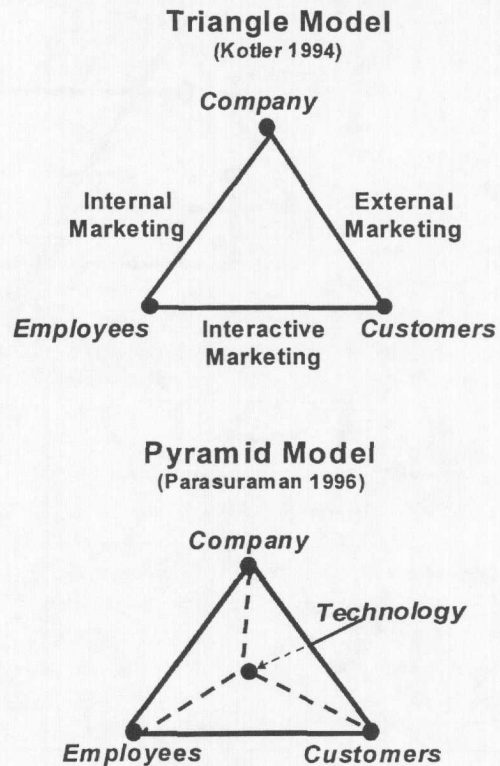 Triangle Model
(Kotler 1994)
Company
Internal
Marketing
External
Marketing
Employees
Interactive
Marketing
Customers
Pyramid Model
(Parasuraman 1996)
Company
Technology
Employees
Customers